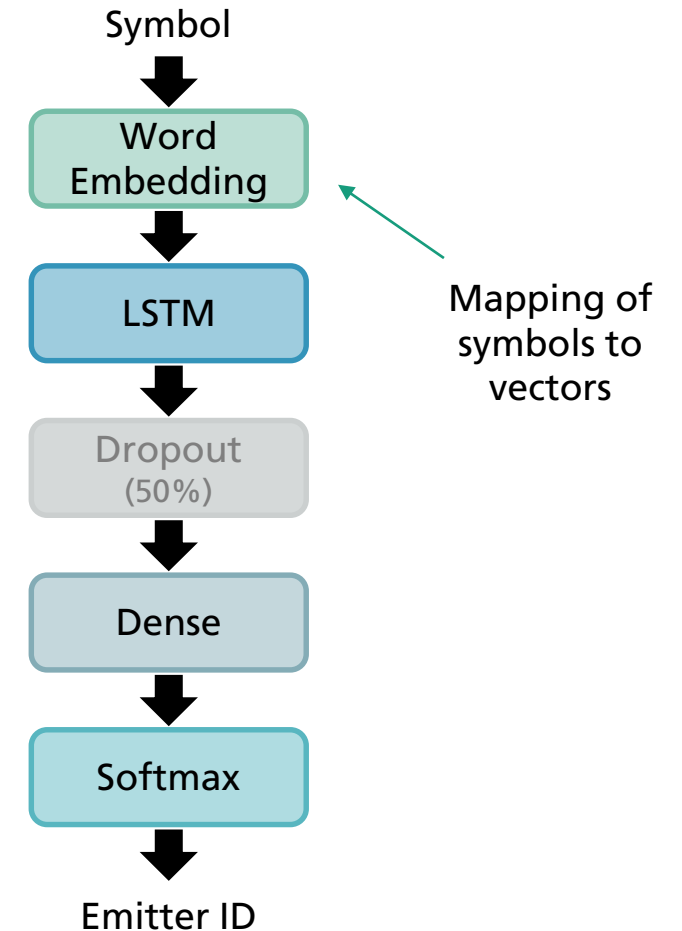 Symbol
Word
Embedding
Mapping of
symbols to
vectors
LSTM
Dropout
(50%)
Dense
Softmax
Emitter ID